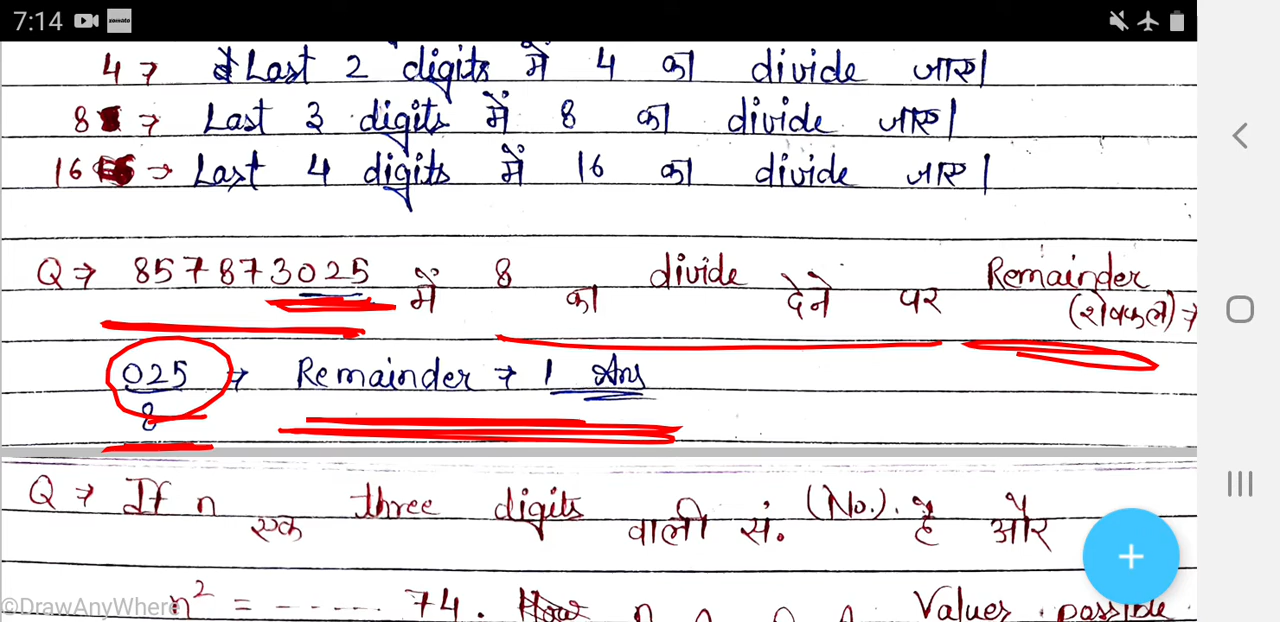 7:14 zomato
4 → Last 2 digits में 4 का divide जाए।
8 → Last 3 digits में 8 का divide जाए।
16 → Last 4 digits में 16 का divide जाए।
Q → 857873025 में 8 का divide देने पर Remainder
(शेषफल) →
025 → Remainder → 1 Ans
8
Q → If n एक three digits वाली सं. (No.). है और
n² = ------ 74. Values possible
©DrawAnyWhere